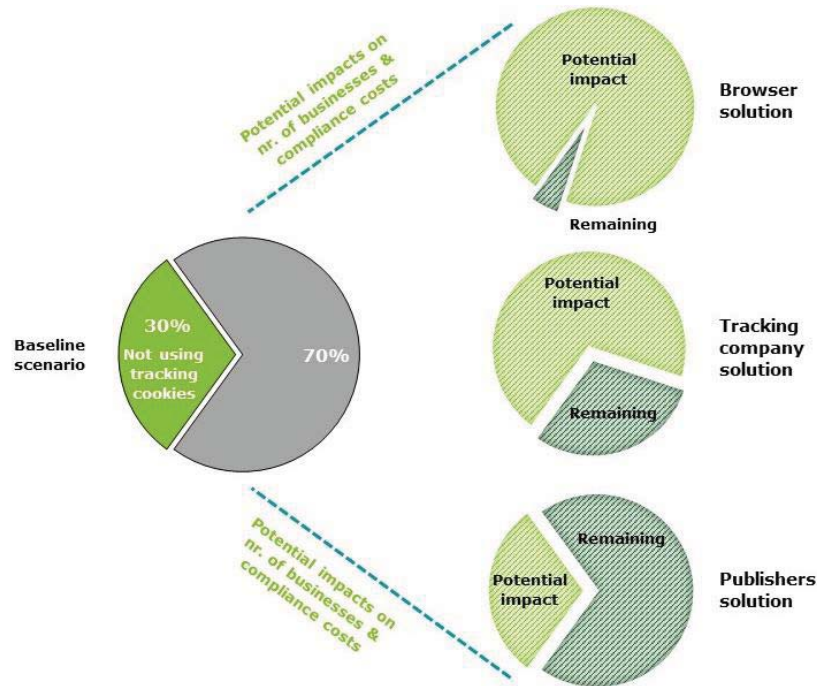 Potential impacts on
nr. of businesses &
compliance costs
Potential
impact
Browser
solution
Remaining
Baseline
scenario
30%
Not using
tracking
cookies
70%
Potential
impact
Tracking
company
solution
Remaining
Potential impacts on
nr. of businesses &
compliance costs
Remaining
Potential
impact
Publishers
solution